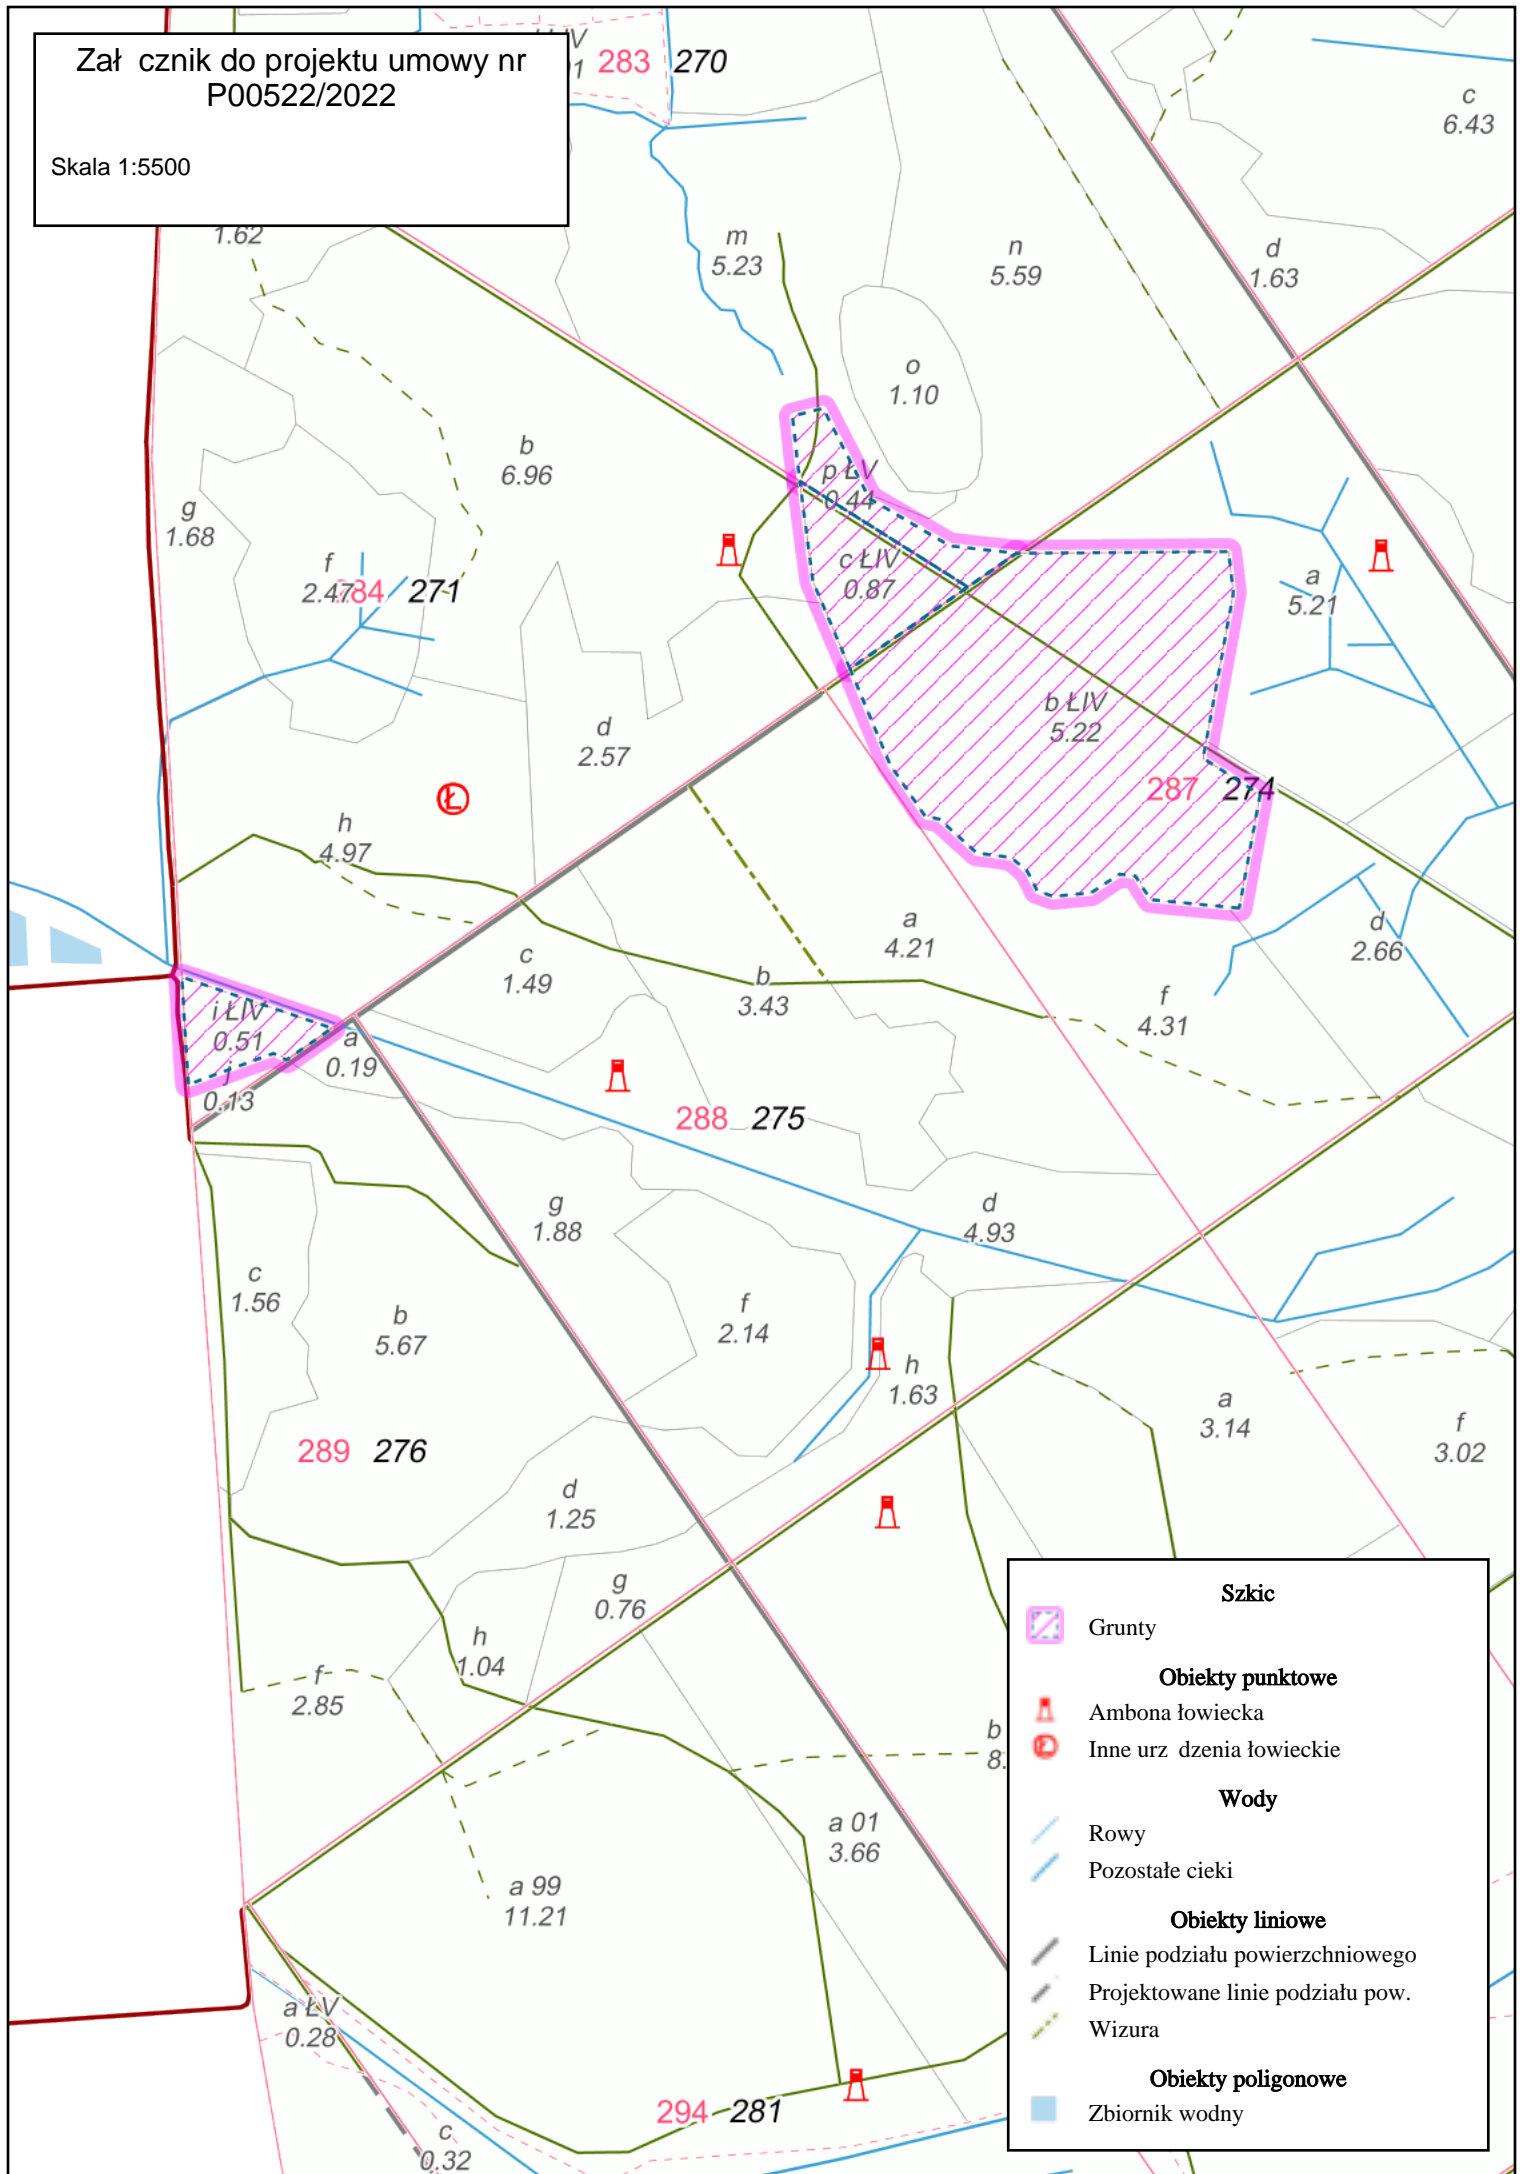 Zał cznik do projektu umowy nr
P00522/2022
Skala 1:5500
283 270
c
6.43
1.62
m
5.23
n
5.59
d
1.63
o
1.10
b
6.96
g
1.68
p ŁV
0.44
f
2.47
271
c ŁIV
0.87
a
5.21
d
2.57
b ŁIV
5.22
287 274
h
4.97
Ł
a
4.21
d
2.66
c
1.49
b
3.43
f
4.31
i ŁIV
0.51
a
0.19
j
0.13
288 275
g
1.88
d
4.93
c
1.56
b
5.67
f
2.14
h
1.63
a
3.14
f
3.02
289 276
d
1.25
g
0.76
h
1.04
f
2.85
b
8.
a 01
3.66
a 99
11.21
a ŁV
0.28
294 281
c
0.32
Szkic
Grunty
Obiekty punktowe
Ambona łowiecka
Inne urz dzenia łowieckie
Wody
Rowy
Pozostałe cieki
Obiekty liniowe
Linie podziału powierzchniowego
Projektowane linie podziału pow.
Wizura
Obiekty poligonowe
Zbiornik wodny